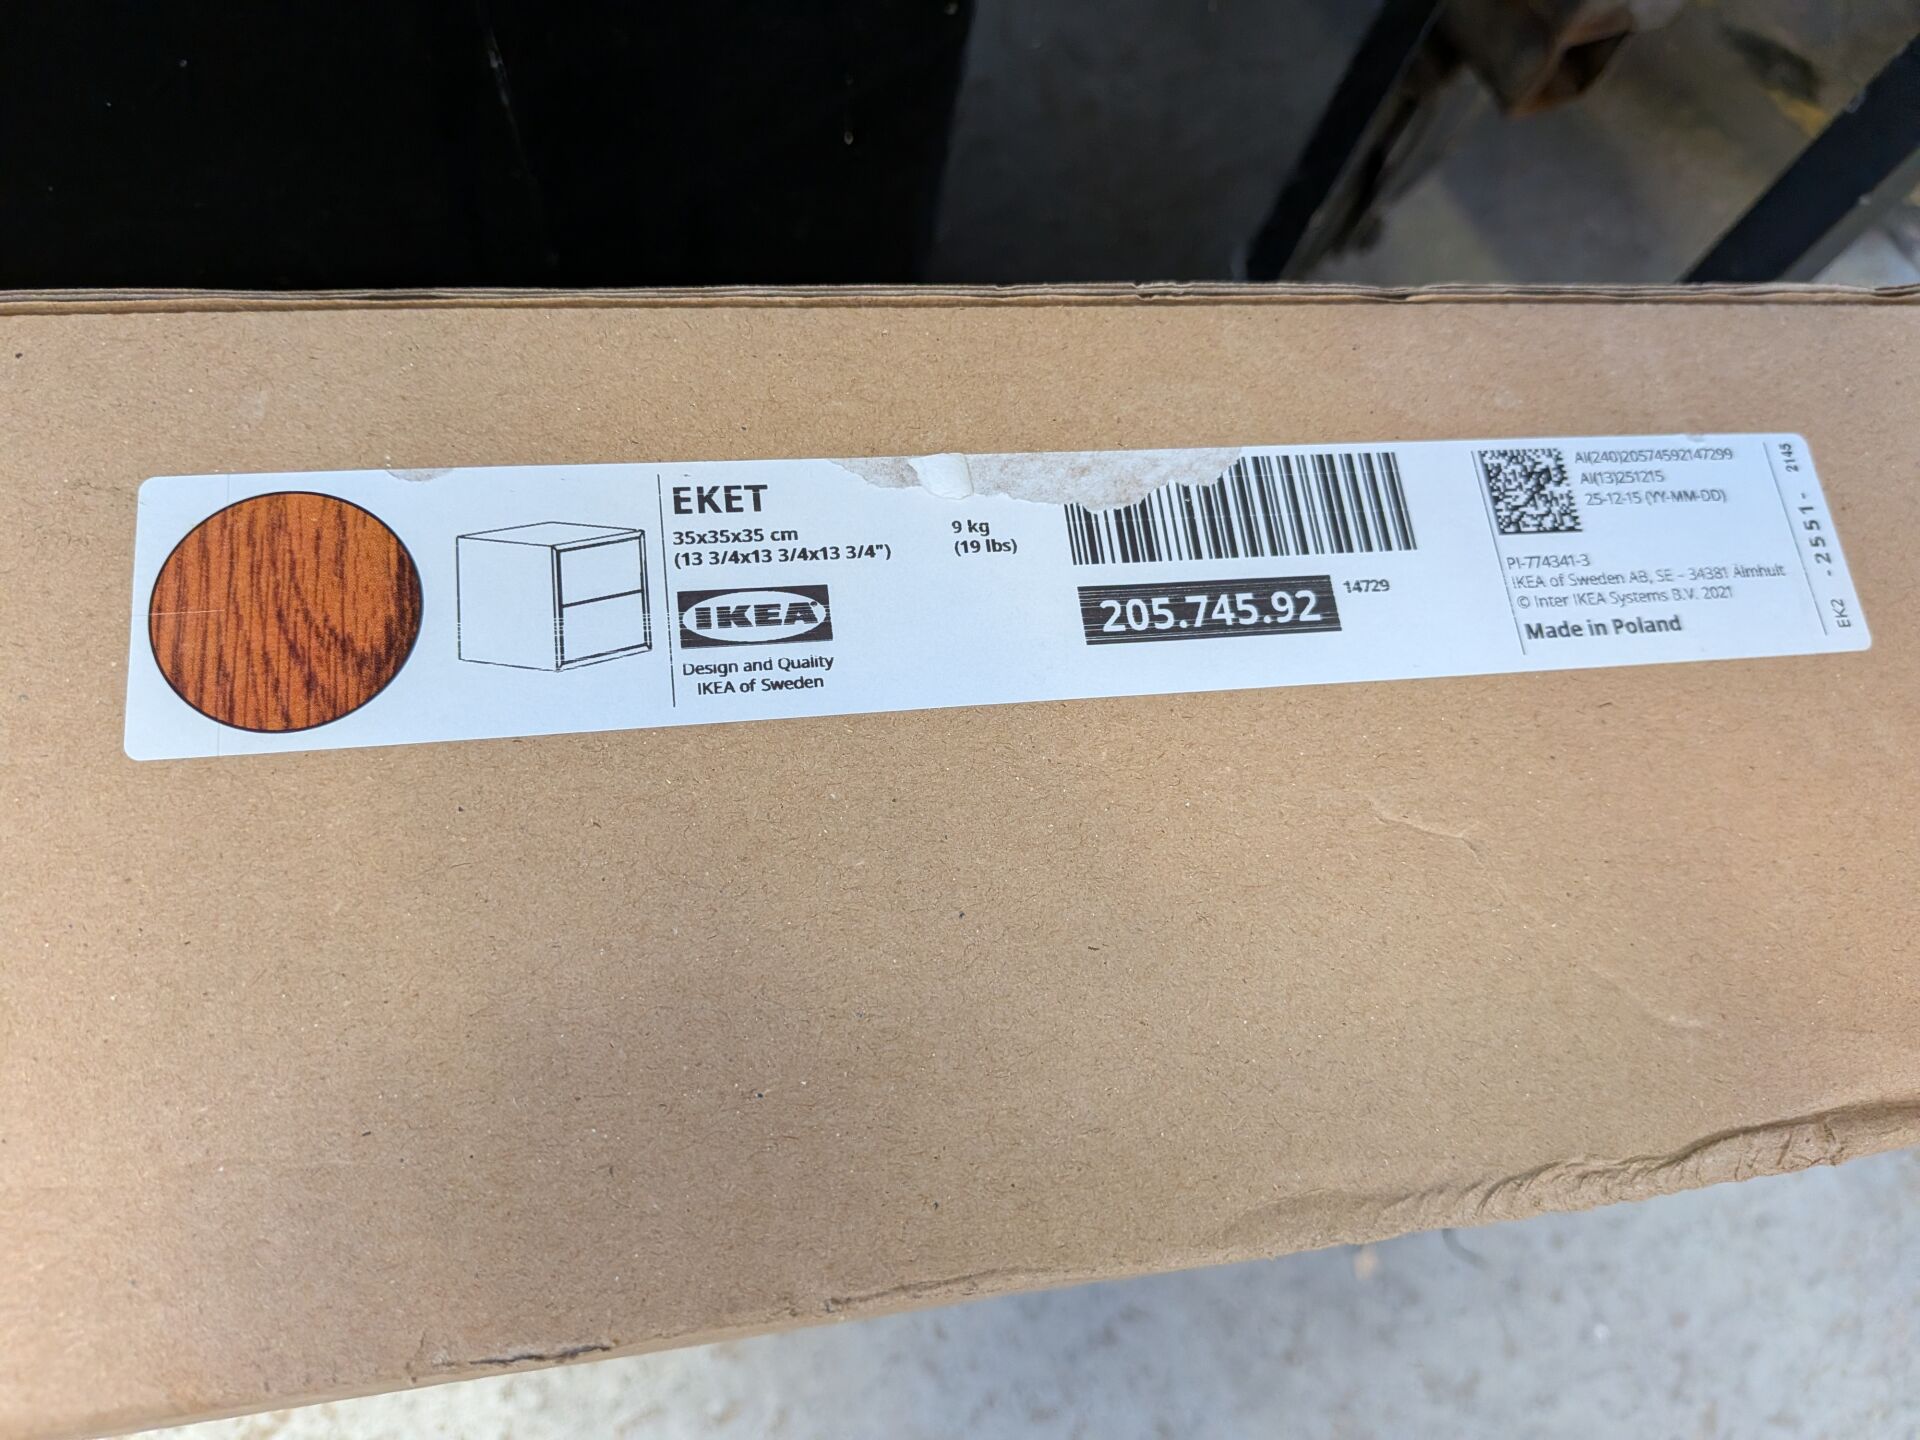 EKET
35x35x35 cm
(13 3/4x13 3/4x13 3/4")
9 kg
(19 lbs)
IKEA®
Design and Quality
IKEA of Sweden
205.745.92
14729
AI(240)20574592147299
AI(13)251215
25-12-15 (YY-MM-DD)
PI-774341-3
IKEA of Sweden AB, SE - 34381 Älmhult
© Inter IKEA Systems B.V. 2021
Made in Poland
EK2 -2551- 2145